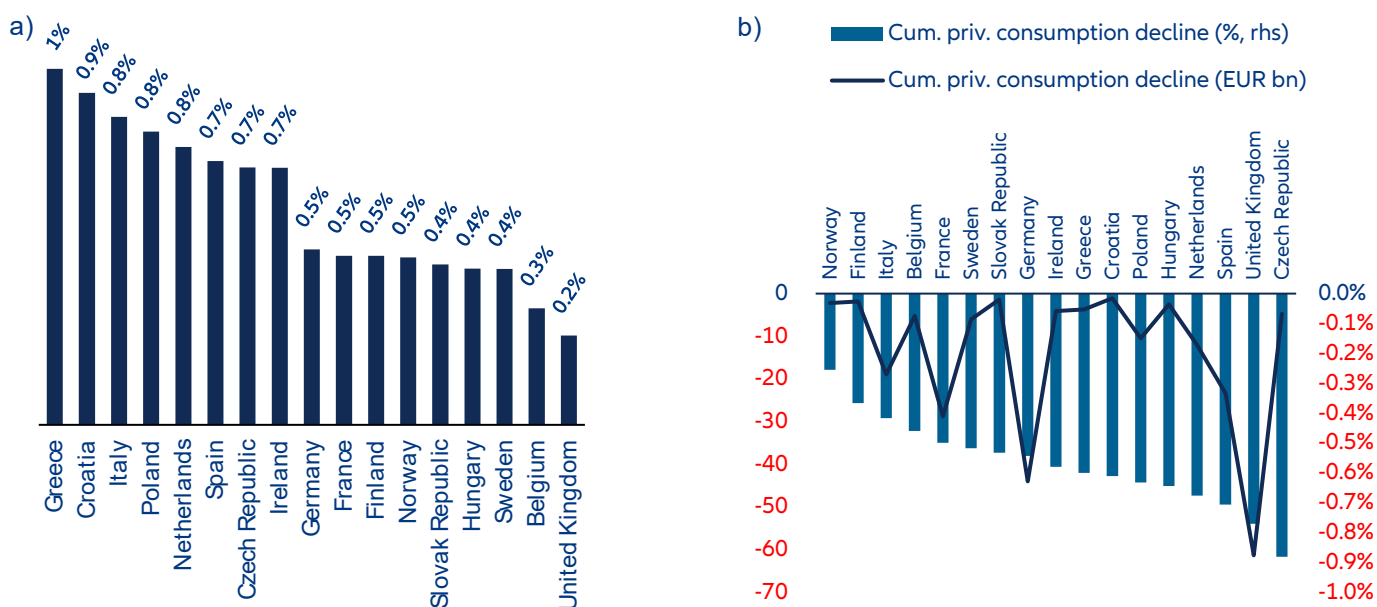 a)
1%
0.9%
0.8%
0.8%
0.8%
0.7%
0.7%
0.7%
0.5%
0.5%
0.5%
0.5%
0.4%
0.4%
0.4%
0.3%
0.2%
Greece
Croatia
Italy
Poland
Netherlands
Spain
Czech Republic
Ireland
Germany
France
Finland
Norway
Slovak Republic
Hungary
Sweden
Belgium
United Kingdom
b)
Cum. priv. consumption decline (%, rhs)
Cum. priv. consumption decline (EUR bn)
Norway
Finland
Italy
Belgium
France
Sweden
Slovak Republic
Germany
Ireland
Greece
Croatia
Poland
Hungary
Netherlands
Spain
United Kingdom
Czech Republic
0
-10
-20
-30
-40
-50
-60
-70
0.0%
-0.1%
-0.2%
-0.3%
-0.4%
-0.5%
-0.6%
-0.7%
-0.8%
-0.9%
-1.0%